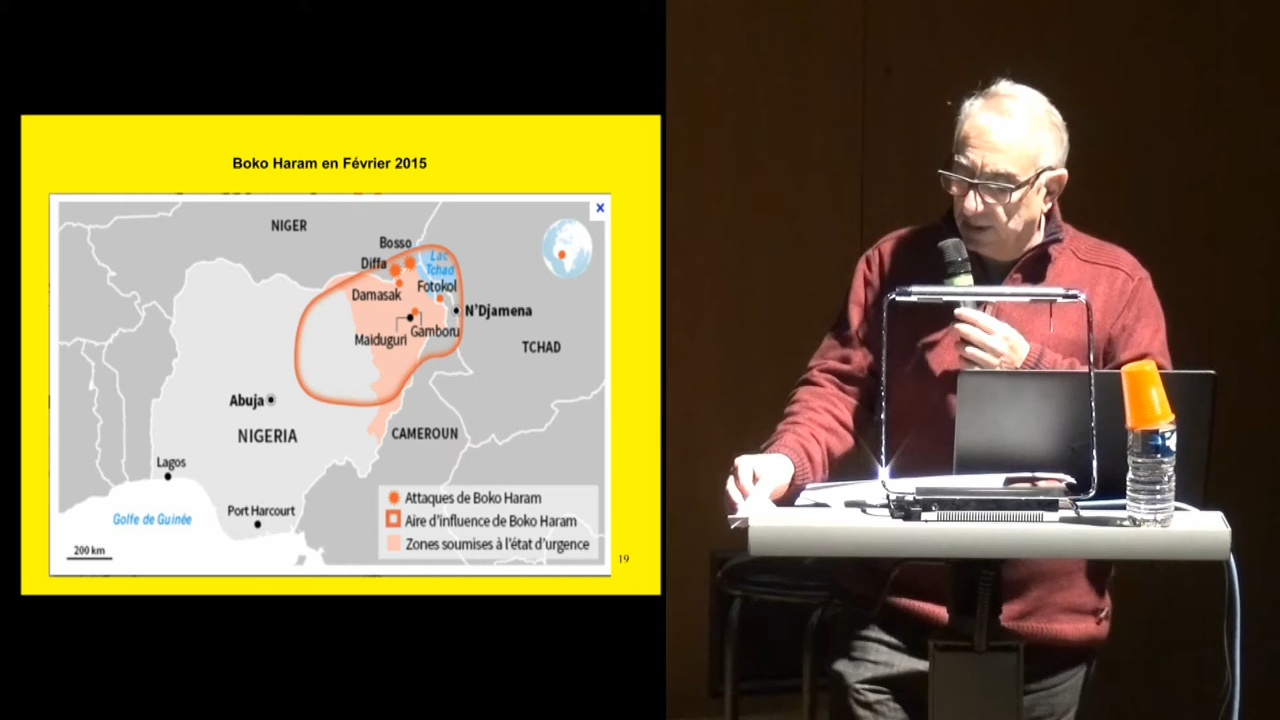 Boko Haram en Février 2015
NIGER
Bosso
Diffa
Lac
Tchad
Damasak
Fotokol
N'Djamena
Maiduguri
Gamboru
TCHAD
Abuja
NIGERIA
CAMEROUN
Lagos
Port Harcourt
Golfe de Guinée
200 km
Attaques de Boko Haram
Aire d'influence de Boko Haram
Zones soumises à l'état d'urgence
19